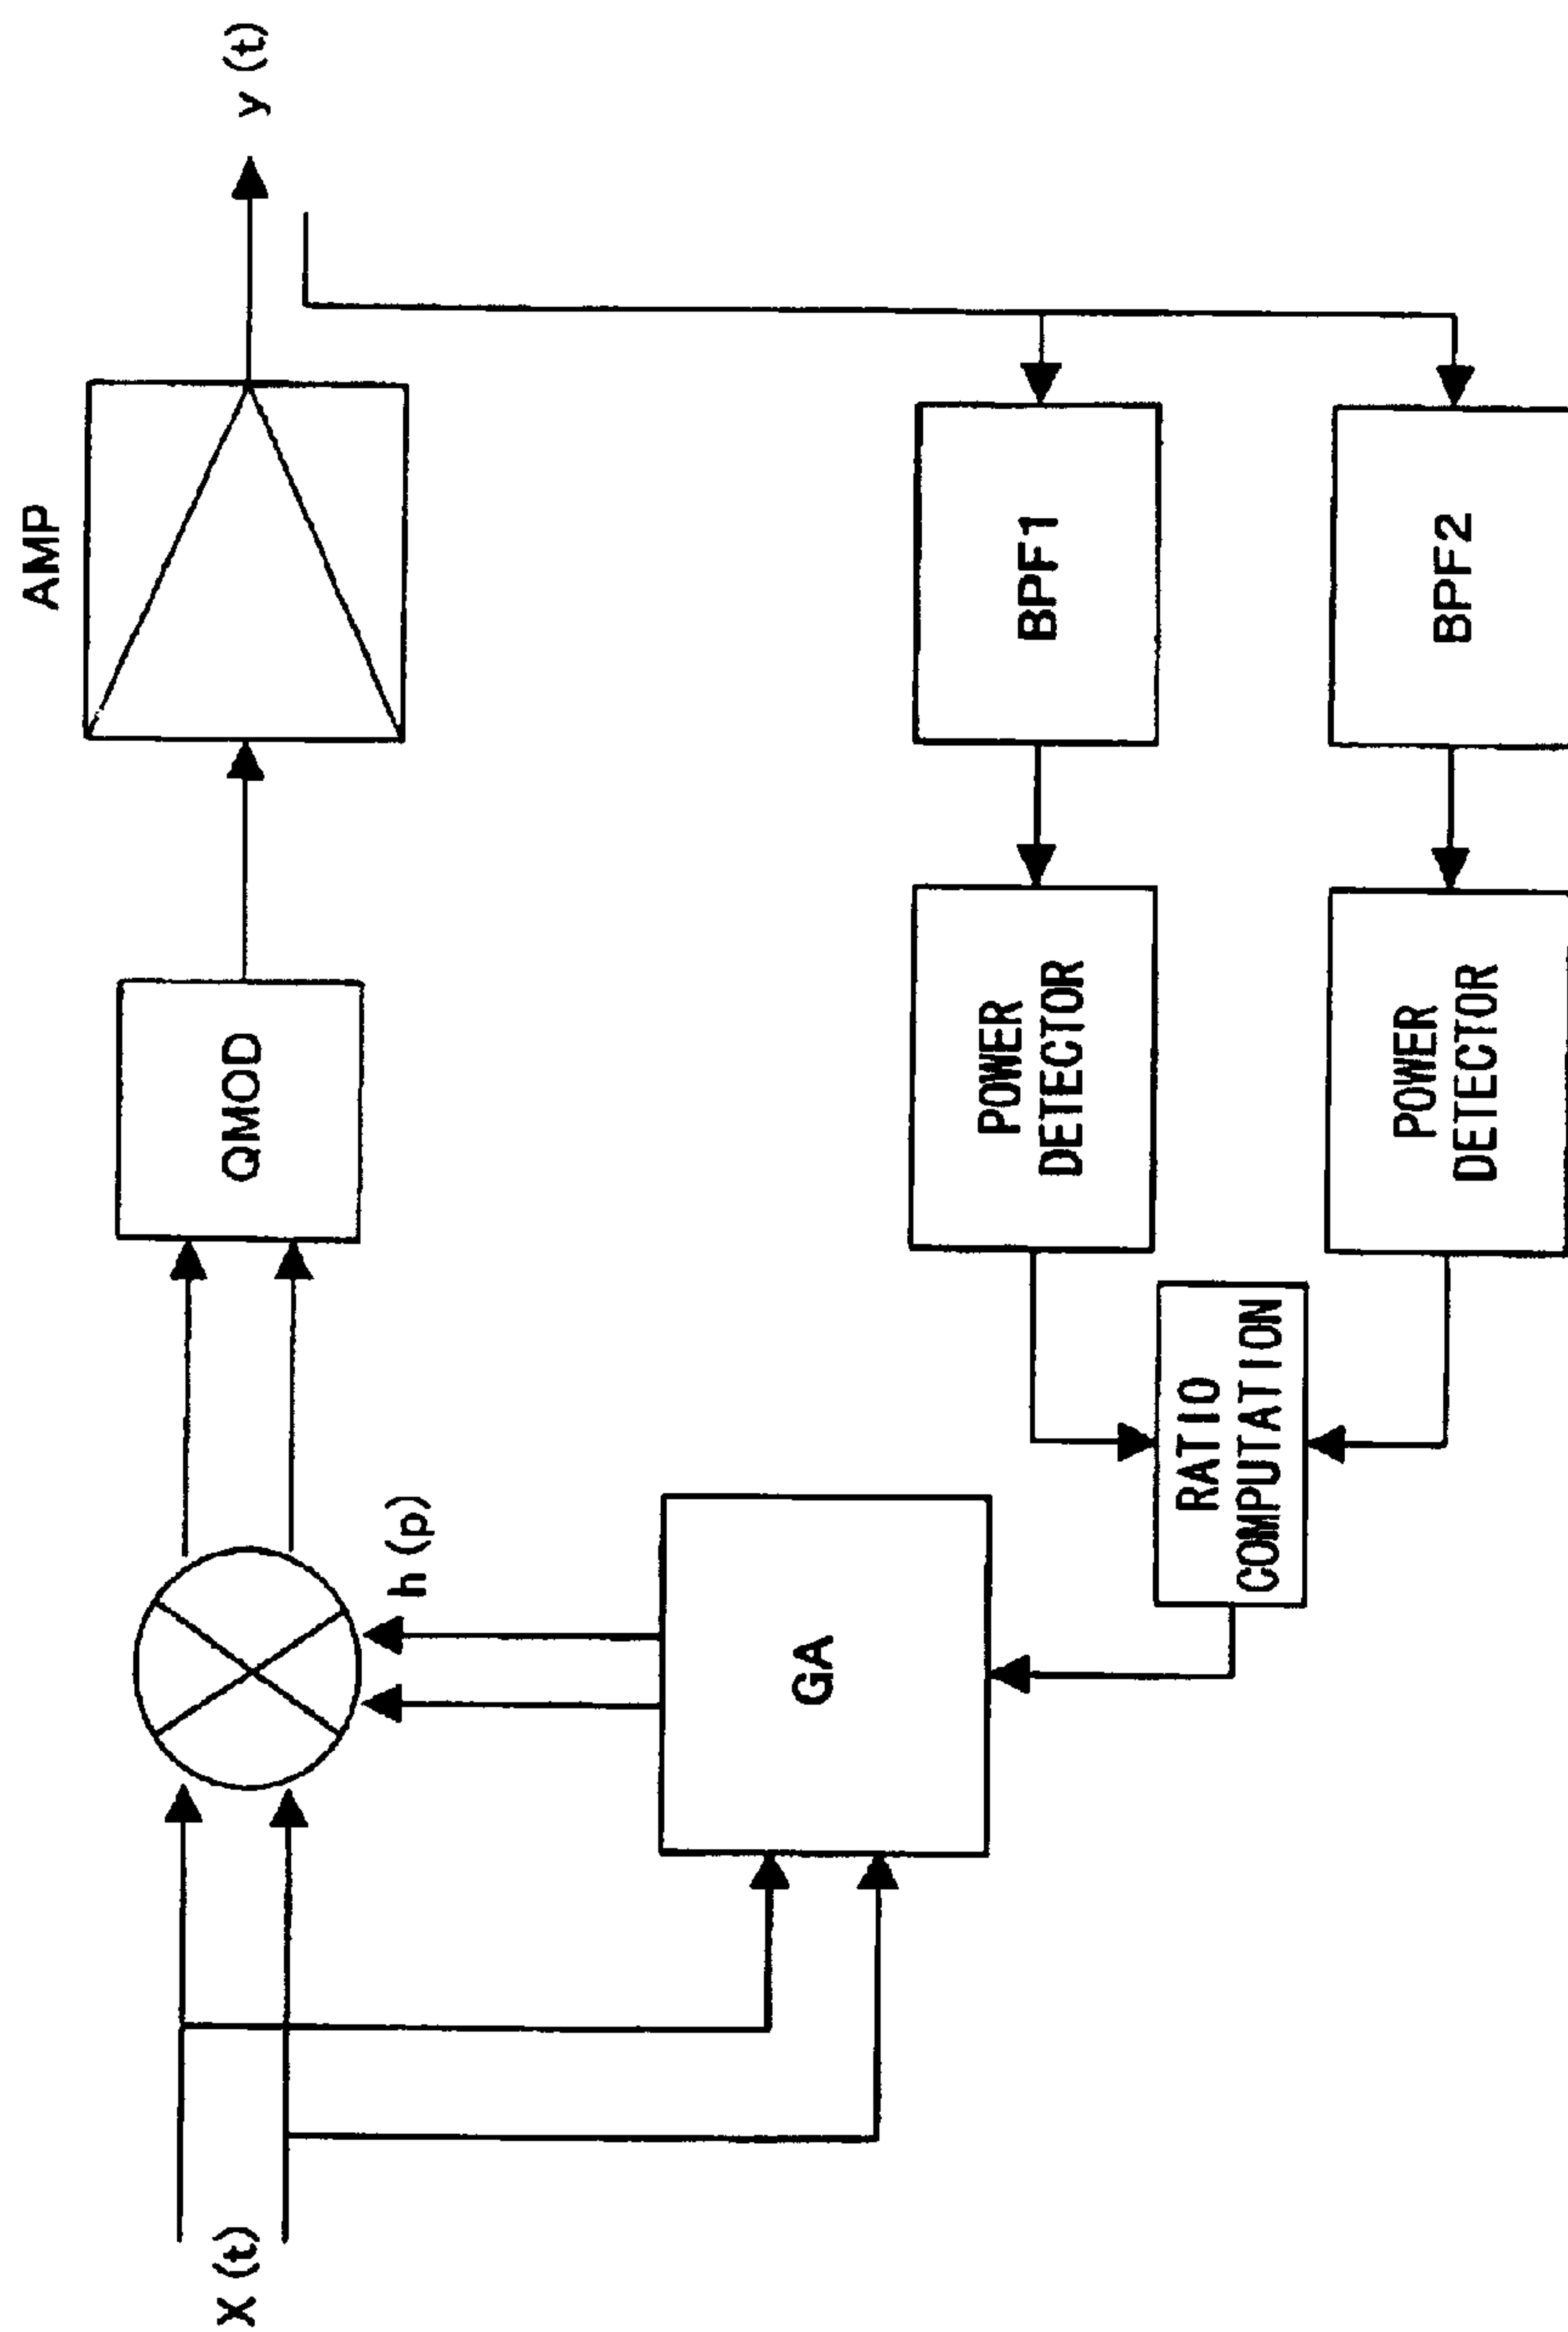 AMP
X (t)
QMOD
y (t)
h (p)
GA
RATIO
COMPUTATION
POWER
DETECTOR
BPF1
POWER
DETECTOR
BPF2